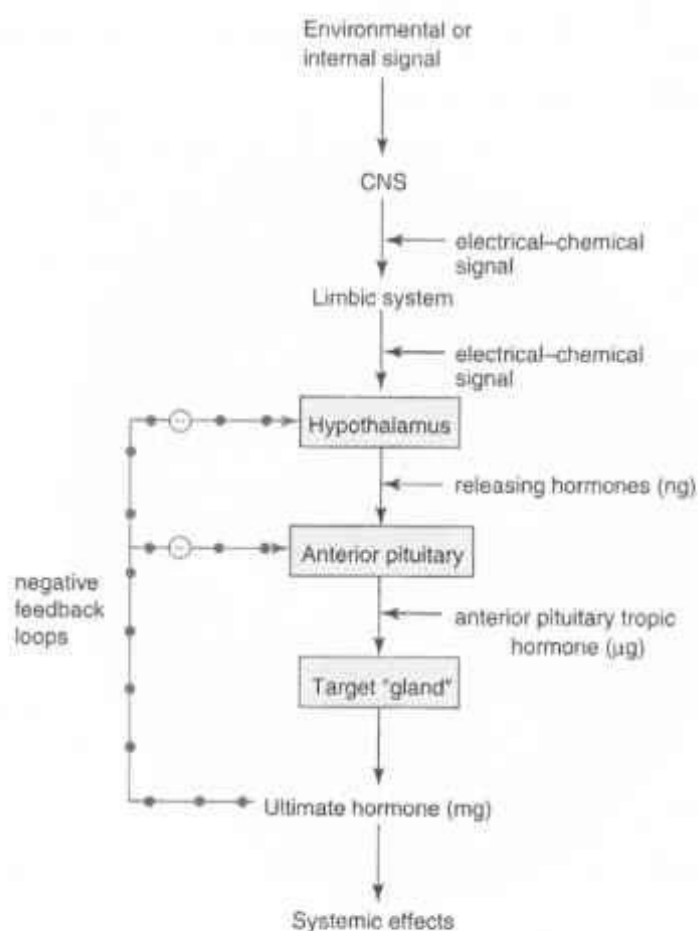 Environmental or
internal signal
CNS
electrical–chemical
signal
Limbic system
electrical–chemical
signal
Hypothalamus
releasing hormones (ng)
Anterior pituitary
negative
feedback
loops
anterior pituitary tropic
hormone (µg)
Target "gland"
Ultimate hormone (mg)
Systemic effects